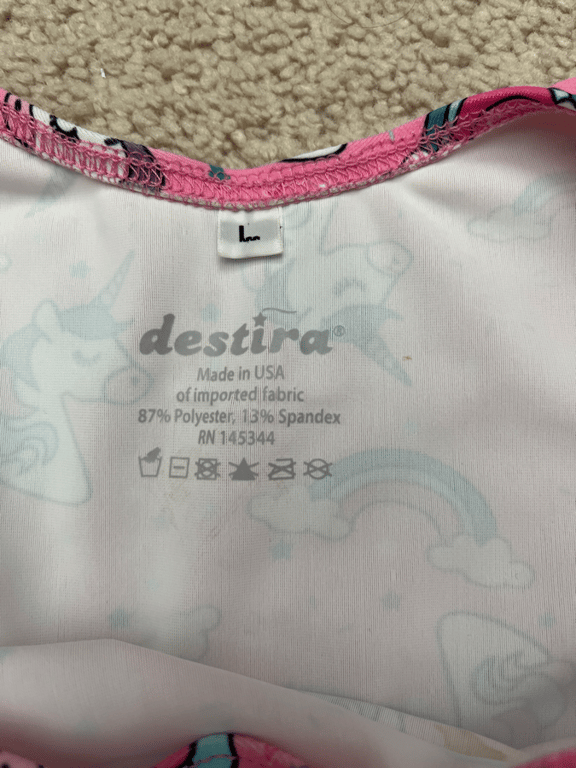 L
destira®
Made in USA
of imported fabric
87% Polyester, 13% Spandex
RN 145344